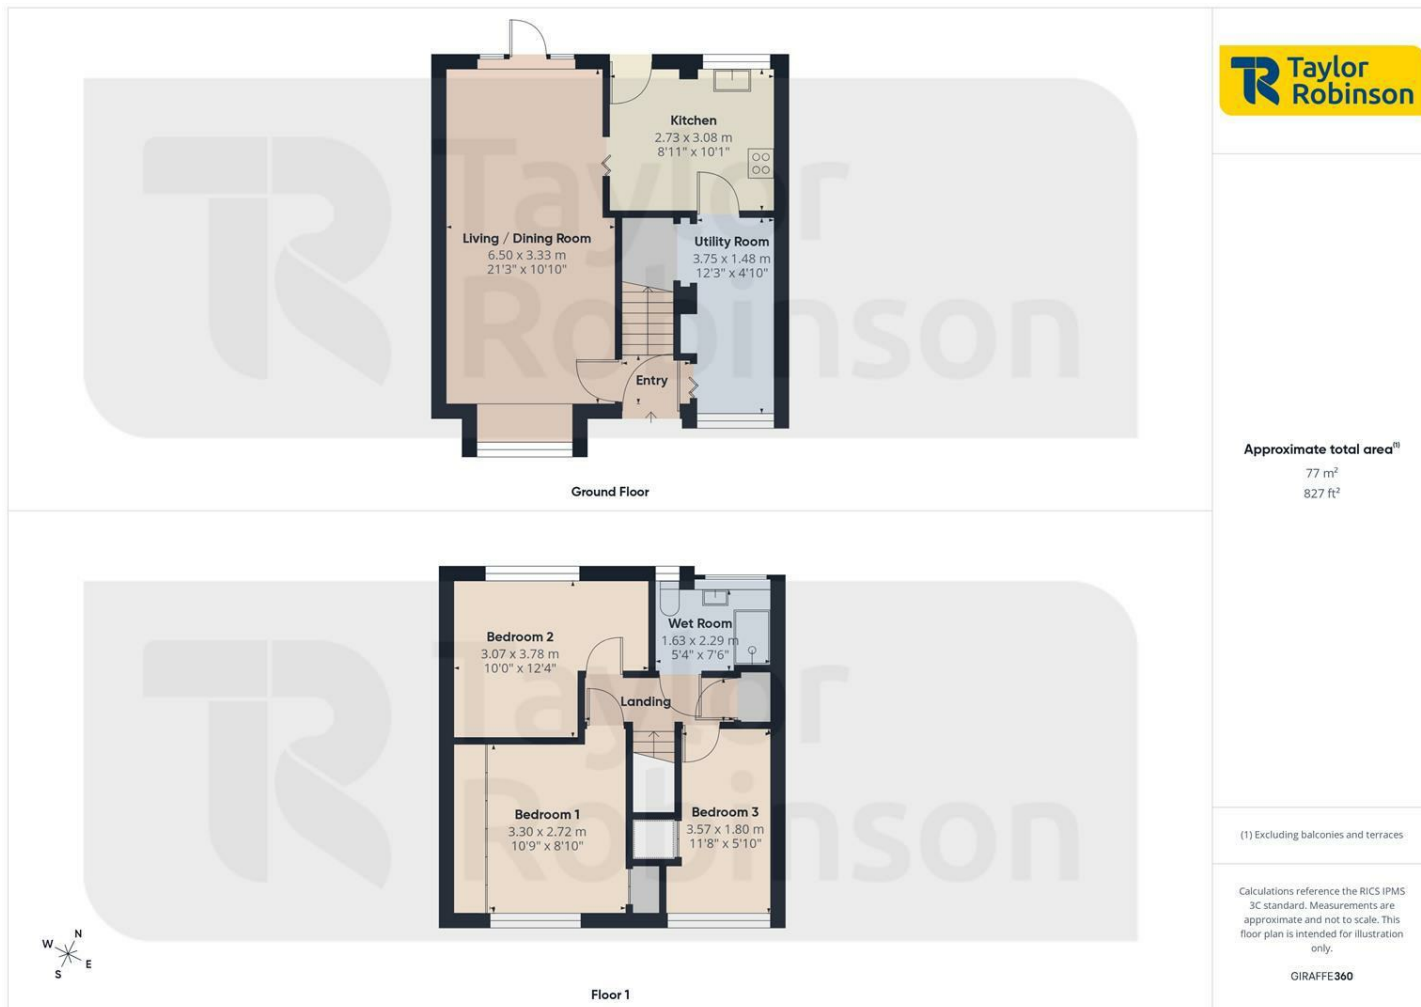 Taylor
Robinson
Kitchen
2.73 x 3.08 m
8'11" x 10'1"
Living / Dining Room
6.50 x 3.33 m
21'3" x 10'10"
Utility Room
3.75 x 1.48 m
12'3" x 4'10"
Entry
Ground Floor
Taylor
Robinson
Approximate total area(1)
77 m²
827 ft²
Bedroom 2
3.07 x 3.78 m
10'0" x 12'4"
Wet Room
1.63 x 2.29 m
5'4" x 7'6"
Landing
Bedroom 1
3.30 x 2.72 m
10'9" x 8'10"
Bedroom 3
3.57 x 1.80 m
11'8" x 5'10"
Taylor
Robinson
N
W
E
S
Floor 1
(1) Excluding balconies and terraces
Calculations reference the RICS IPMS
3C standard. Measurements are
approximate and not to scale. This
floor plan is intended for illustration
only.
GIRAFFE360